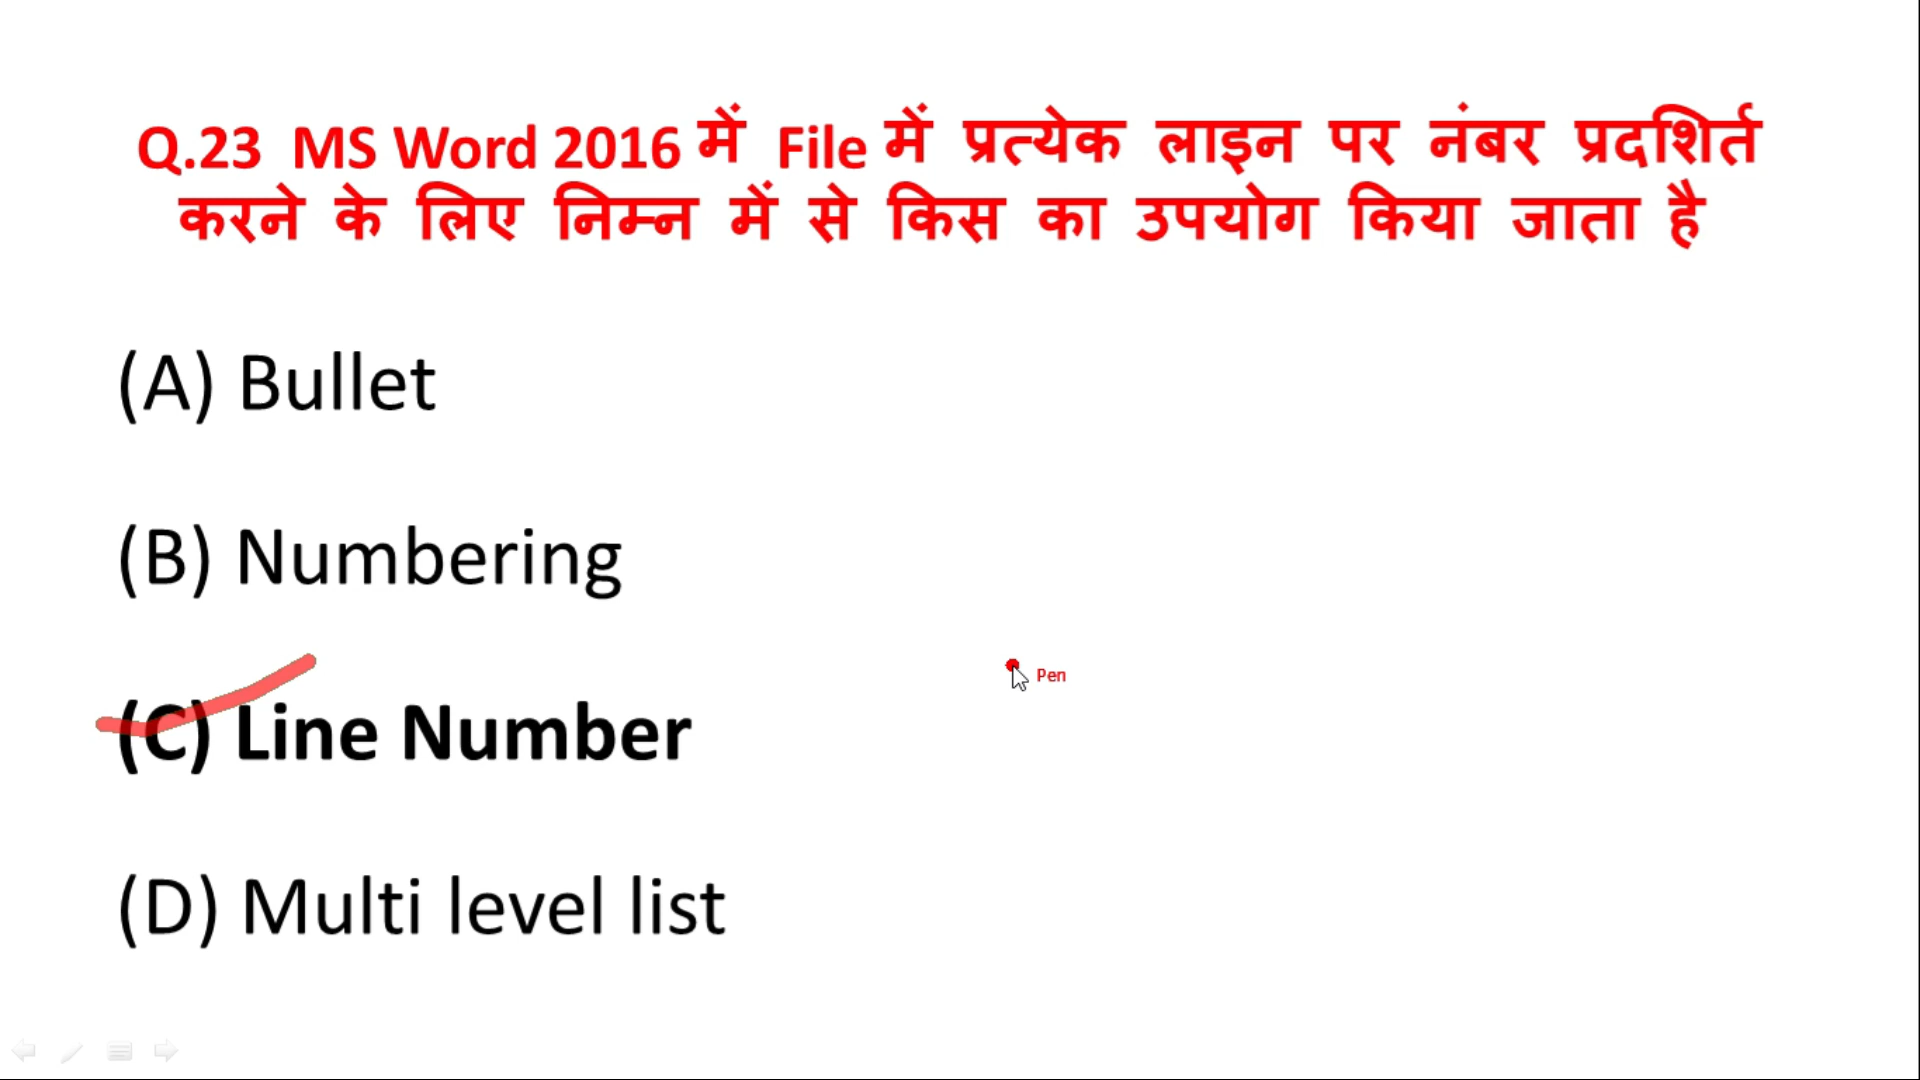 Q.23 MS Word 2016 में File में प्रत्येक लाइन पर नंबर प्रदशिर्त
करने के लिए निम्न में से किस का उपयोग किया जाता है
(A) Bullet
(B) Numbering
Pen
(C) Line Number
(D) Multi level list